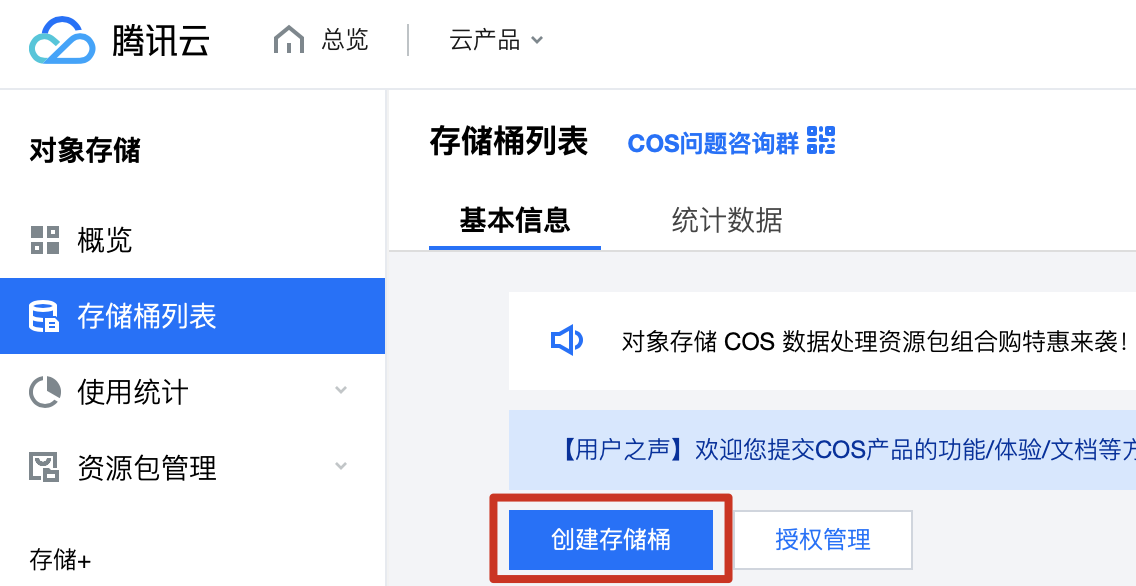 腾讯云 总览 云产品
对象存储
概览
存储桶列表
使用统计
资源包管理
存储+
存储桶列表 COS问题咨询群
基本信息 统计数据
对象存储 COS 数据处理资源包组合购特惠来袭！
【用户之声】欢迎您提交COS产品的功能/体验/文档等方
创建存储桶 授权管理